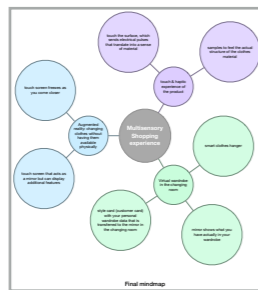 touch the surface, which
sends electrical pulses
that translate into a sense
of material
samples to feel the actual
structure of the clothes
material
touch & haptic
experience of
the product
touch screen freezes as
you come closer
Augmented
reality: changing
clothes without
having them
available
physically
Multisensory
Shopping
experience
smart clothes hanger
touch screen that acts as
a mirror but can display
additional features
Virtual wardrobe
in the changing
room
style card (customer card)
with your personal
wardrobe data that is
transferred to the mirror in
the changing room
mirror shows what you
have actually in your
wardrobe
Final mindmap